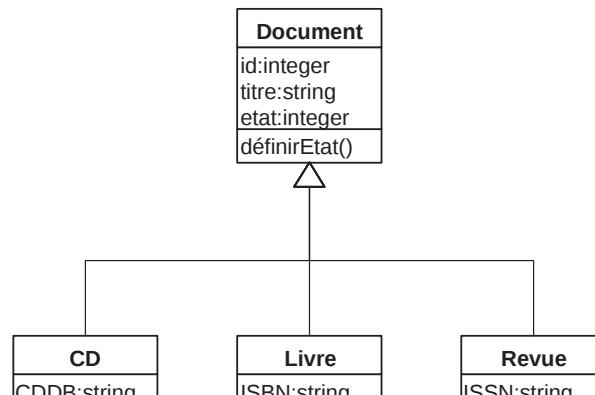 Document
id:integer
titre:string
etat:integer
définirEtat()
CD
Livre
Revue
CDDB:string
ISBN:string
ISSN:string